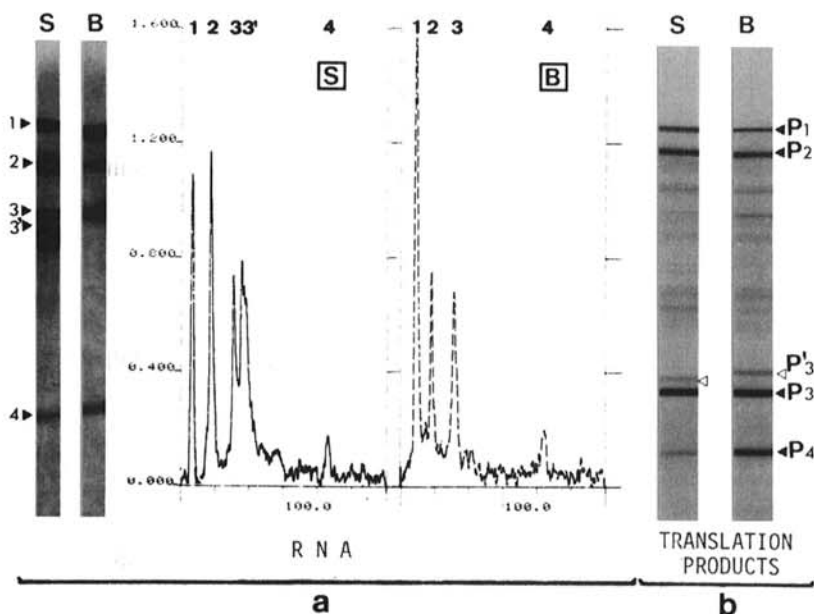 S B
1 2 3 3' 4
S
1 2 3 4
B
S B
1
2
3
3'
4
1.600
1.200
0.800
0.400
0.000
100.0
100.0
P1
P2
P'3
P3
P4
R N A
TRANSLATION
PRODUCTS
a
b